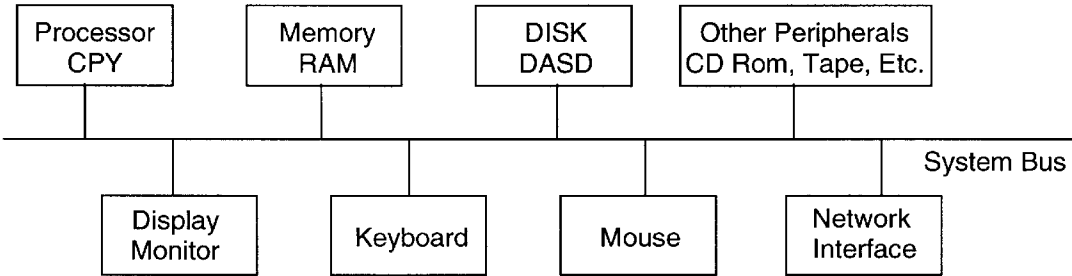 Processor
CPY
Memory
RAM
DISK
DASD
Other Peripherals
CD Rom, Tape, Etc.
System Bus
Display
Monitor
Keyboard
Mouse
Network
Interface